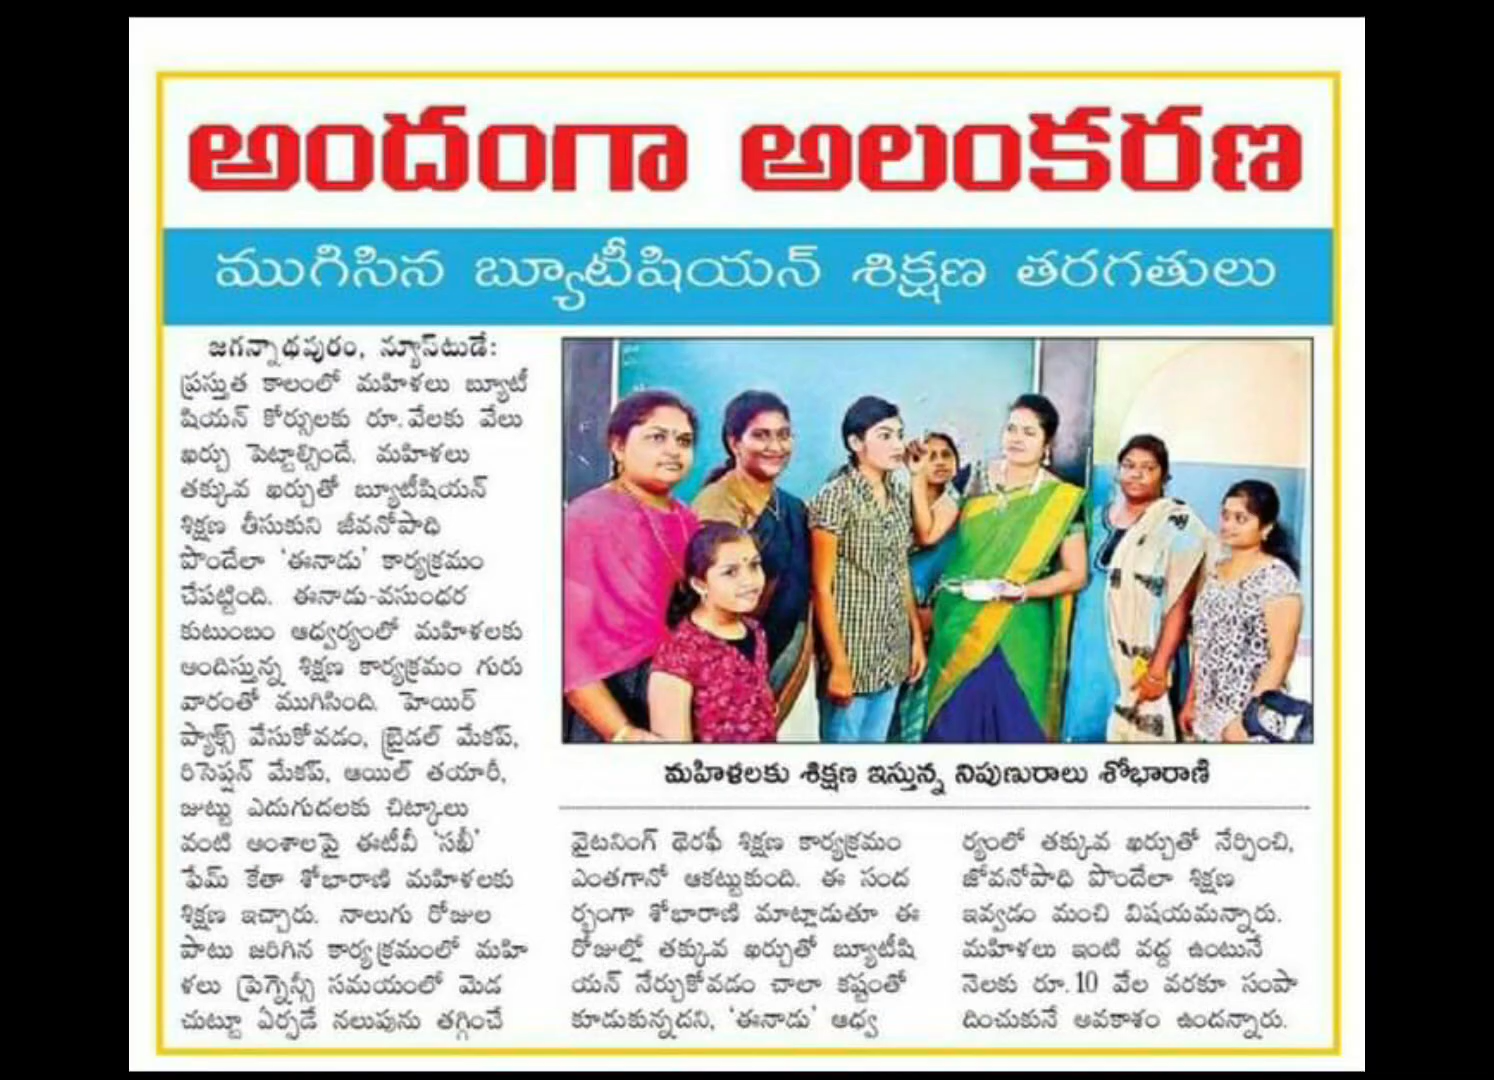 అందంగా అలంకరణ
ముగిసిన బ్యూటీషియన్ శిక్షణ తరగతులు
జగన్నాథపురం, న్యూస్‌టుడే:
ప్రస్తుత కాలంలో మహిళలు బ్యూటీ
షియన్ కోర్సులకు రూ.వేలకు వేలు
ఖర్చు పెట్టాల్సిందే. మహిళలు
తక్కువ ఖర్చుతో బ్యూటీషియన్
శిక్షణ తీసుకుని జీవనోపాధి
పొందేలా ‘ఈనాడు’ కార్యక్రమం
చేపట్టింది. ఈనాడు-వసుంధర
కుటుంబం ఆధ్వర్యంలో మహిళలకు
అందిస్తున్న శిక్షణ కార్యక్రమం గురు
వారంతో ముగిసింది. హెయిర్
ప్యాక్స్ వేసుకోవడం, బ్రైడల్ మేకప్,
రిసెప్షన్ మేకప్, ఆయిల్ తయారీ,
జుట్టు ఎదుగుదలకు చిట్కాలు
వంటి అంశాలపై ఈటీవీ ‘సఖి’
ఫేమ్ కేతా శోభారాణి మహిళలకు
శిక్షణ ఇచ్చారు. నాలుగు రోజుల
పాటు జరిగిన కార్యక్రమంలో మహి
ళలు ప్రెగ్నెన్సీ సమయంలో మెడ
చుట్టూ ఏర్పడే నలుపును తగ్గించే
మహిళలకు శిక్షణ ఇస్తున్న నిపుణురాలు శోభారాణి
వైటనింగ్ థెరఫీ శిక్షణ కార్యక్రమం
ఎంతగానో ఆకట్టుకుంది. ఈ సంద
ర్భంగా శోభారాణి మాట్లాడుతూ ఈ
రోజుల్లో తక్కువ ఖర్చుతో బ్యూటీషి
యన్ నేర్చుకోవడం చాలా కష్టంతో
కూడుకున్నదని, ‘ఈనాడు’ ఆధ్వ
ర్యంలో తక్కువ ఖర్చుతో నేర్పించి,
జోవనోపాధి పొందేలా శిక్షణ
ఇవ్వడం మంచి విషయమన్నారు.
మహిళలు ఇంటి వద్ద ఉంటునే
నెలకు రూ.10 వేల వరకూ సంపా
దించుకునే అవకాశం ఉందన్నారు.